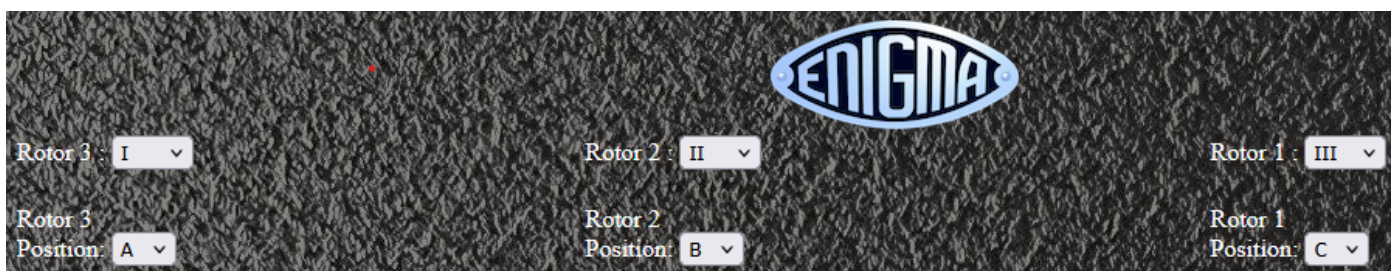 ENIGMA
Rotor 3 : I
Rotor 2 : II
Rotor 1 : III
Rotor 3
Position: A
Rotor 2
Position: B
Rotor 1
Position: C